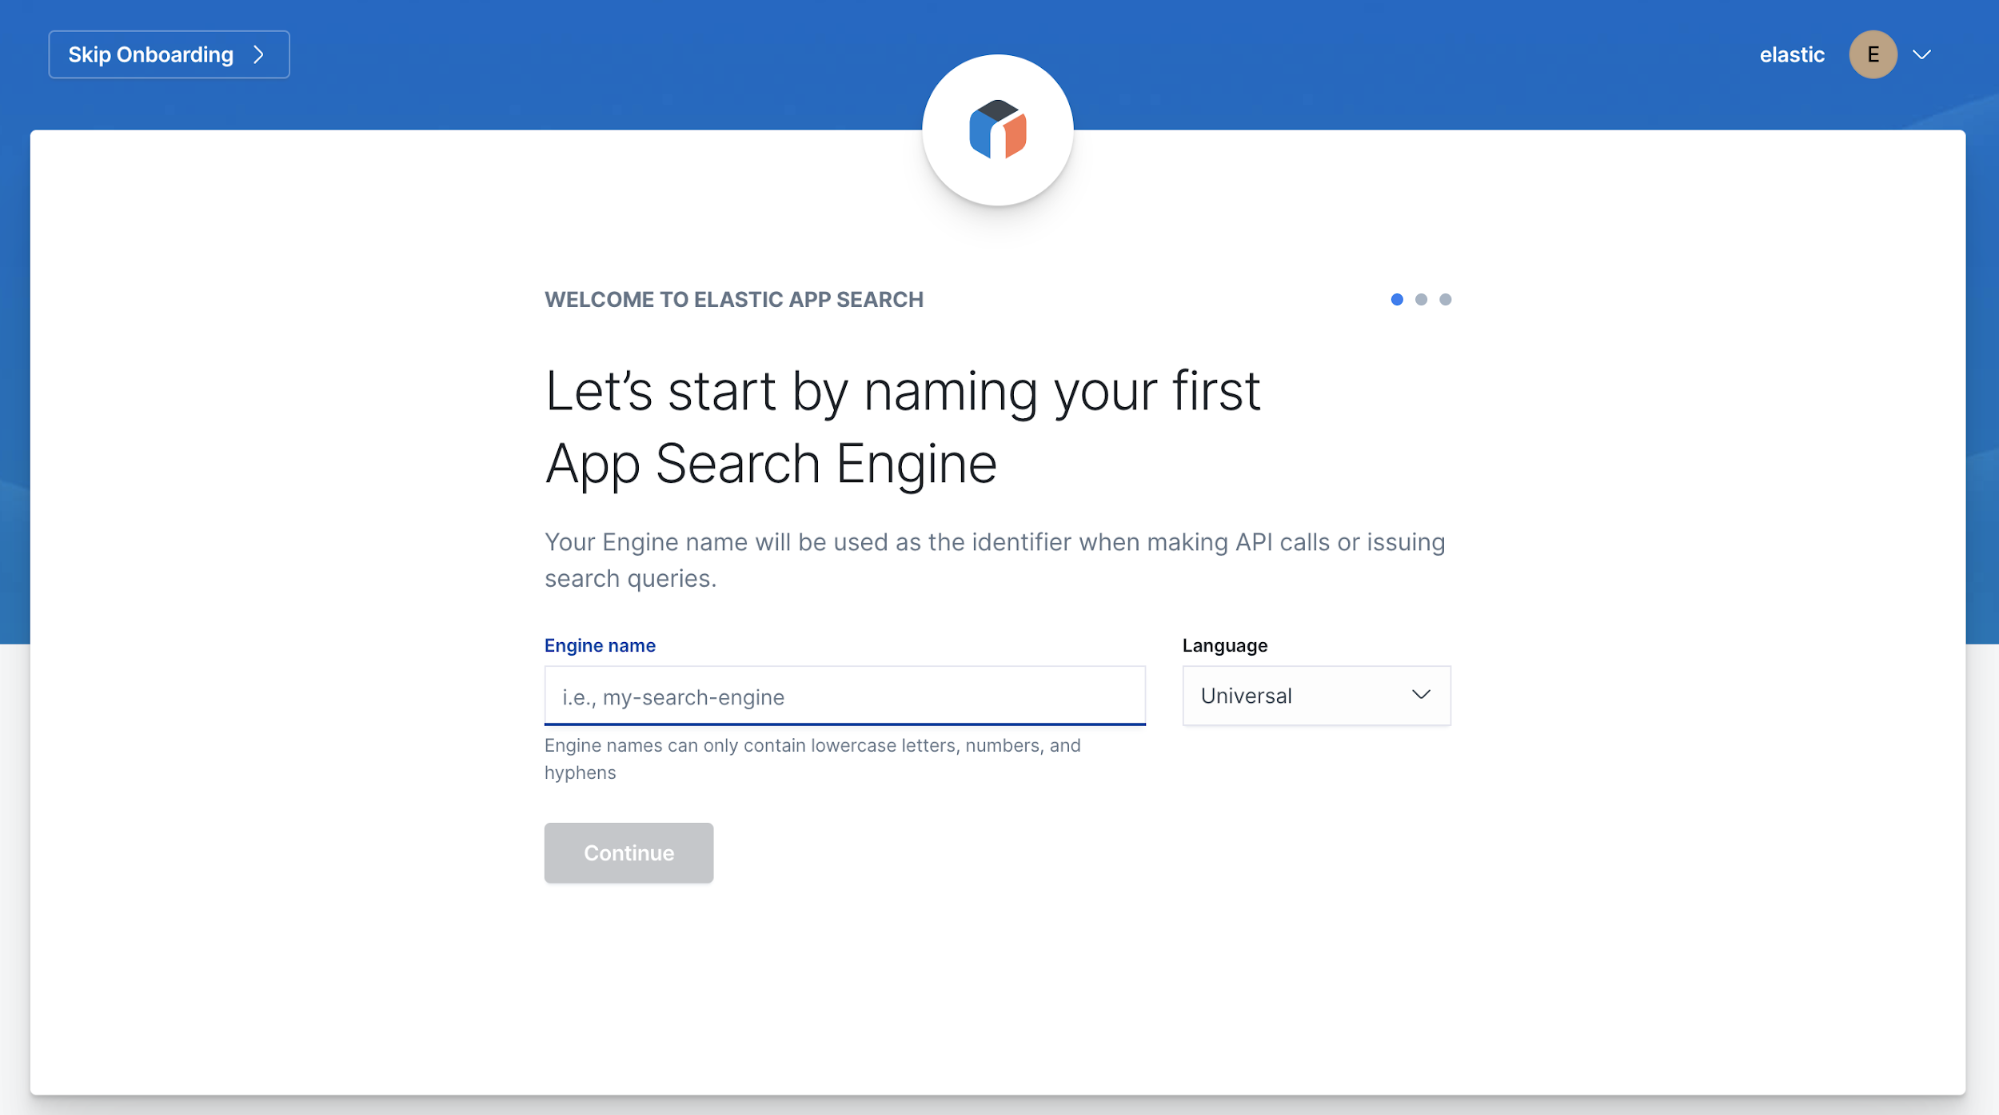 Skip Onboarding
elastic
E
WELCOME TO ELASTIC APP SEARCH
Let’s start by naming your first
App Search Engine
Your Engine name will be used as the identifier when making API calls or issuing
search queries.
Engine name
Language
i.e., my-search-engine
Universal
Engine names can only contain lowercase letters, numbers, and
hyphens
Continue